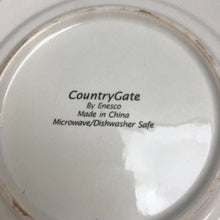 CountryGate
By Enesco
Made in China
Microwave/Dishwasher Safe